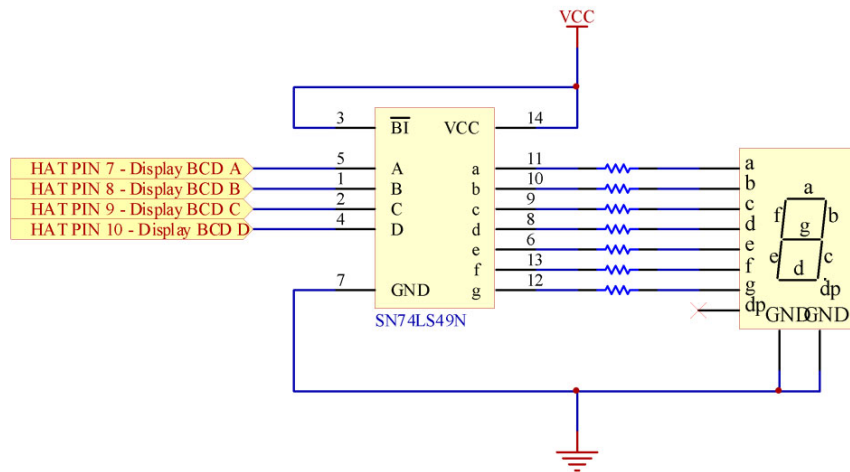 VCC
3 BI VCC 14
HAT PIN 7 - Display BCD A 5 A a 11 a
HAT PIN 8 - Display BCD B 1 B b 10 b
HAT PIN 9 - Display BCD C 2 C c 9 c
HAT PIN 10 - Display BCD D 4 D d 8 d
e 6 e
f 13 f
7 GND g 12 g
dp
a
f b
g
e c
d
dp
GND GND
SN74LS49N